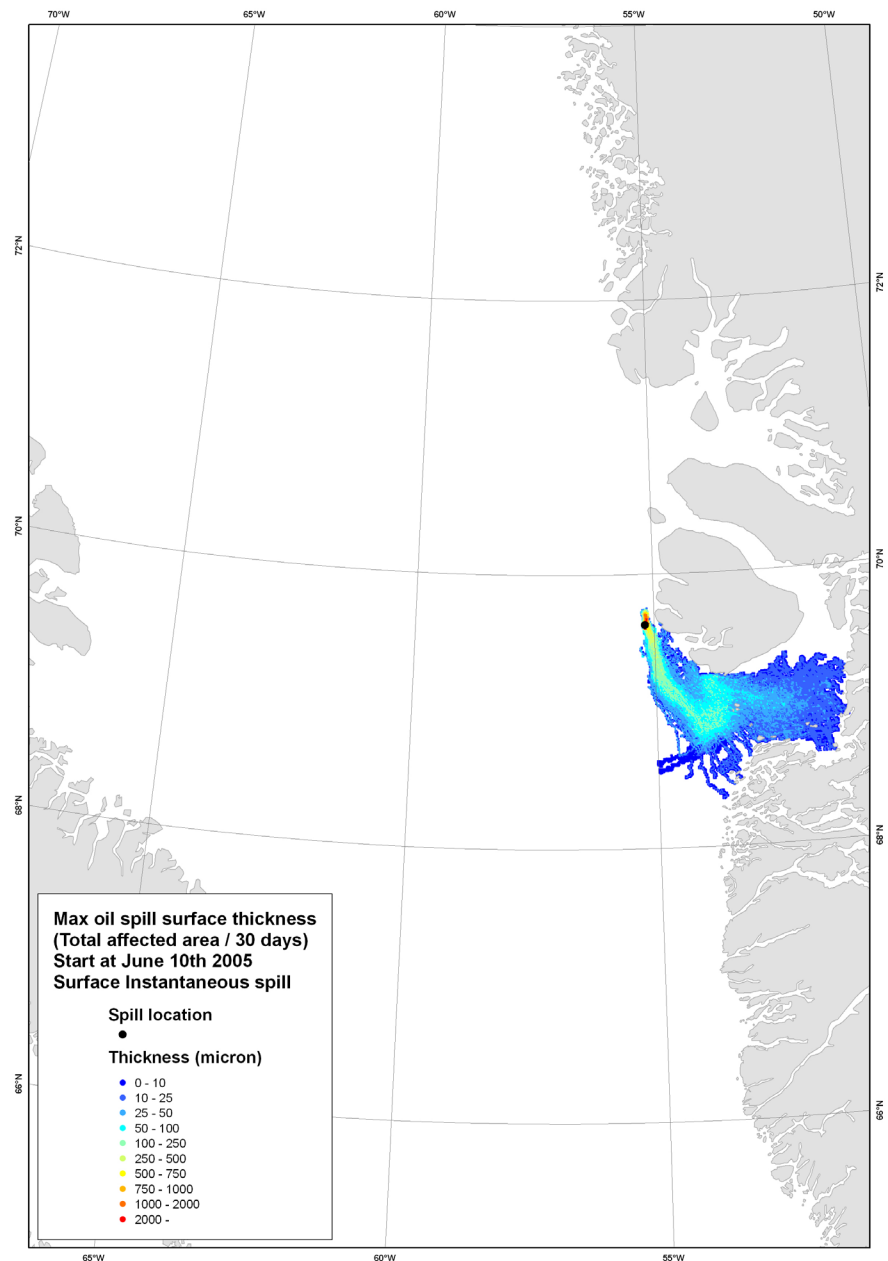 70°W 65°W 60°W 55°W 50°W
72°N 72°N
70°N 70°N
68°N 68°N
Max oil spill surface thickness
(Total affected area / 30 days)
Start at June 10th 2005
Surface Instantaneous spill
Spill location
Thickness (micron)
0 - 10
10 - 25
25 - 50
50 - 100
100 - 250
250 - 500
500 - 750
750 - 1000
1000 - 2000
2000 -
66°N 66°N
65°W 60°W 55°W